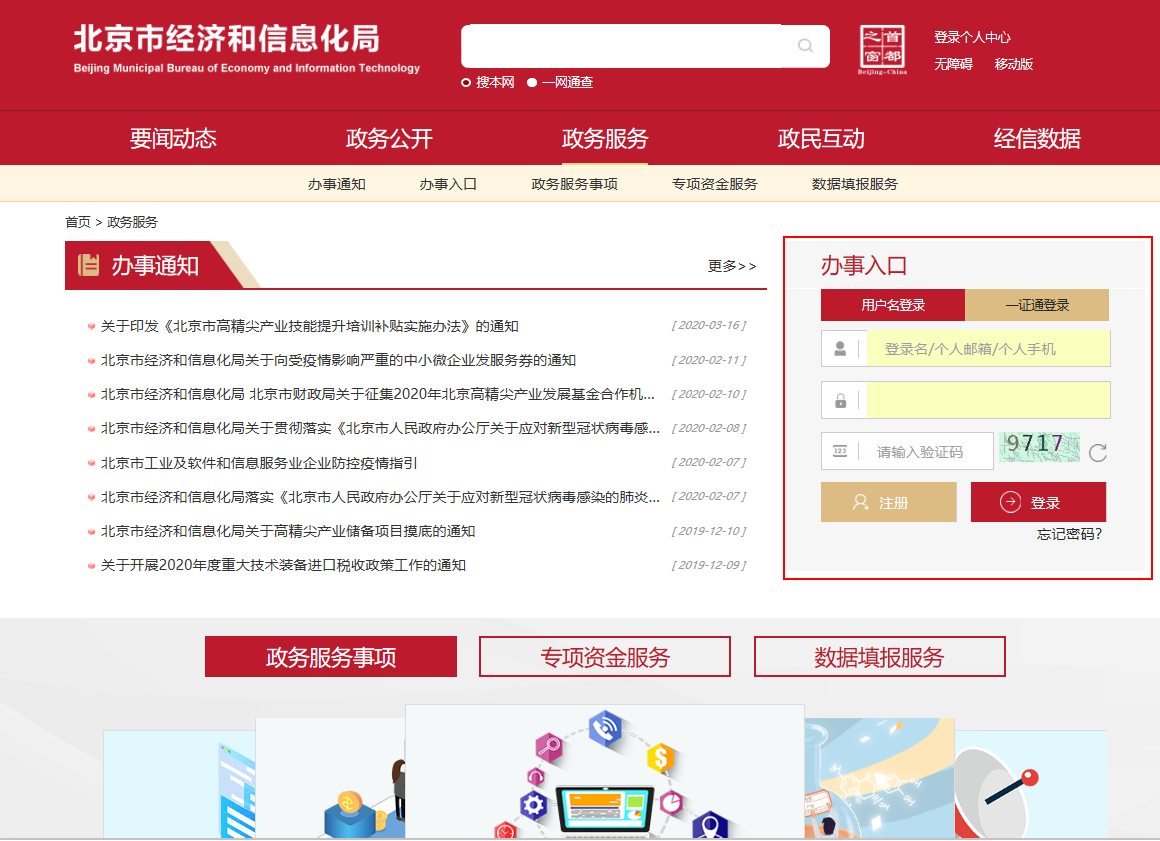 北京市经济和信息化局
Beijing Municipal Bureau of Economy and Information Technology
搜本网 一网通查
首都之窗
Beijing-China
登录个人中心
无障碍 移动版
要闻动态 政务公开 政务服务 政民互动 经信数据
办事通知 办事入口 政务服务事项 专项资金服务 数据填报服务
首页 > 政务服务
办事通知 更多>>
关于印发《北京市高精尖产业技能提升培训补贴实施办法》的通知 [ 2020-03-16 ]
北京市经济和信息化局关于向受疫情影响严重的中小微企业发服务券的通知 [ 2020-02-11 ]
北京市经济和信息化局 北京市财政局关于征集2020年北京高精尖产业发展基金合作机... [ 2020-02-10 ]
北京市经济和信息化局关于贯彻落实《北京市人民政府办公厅关于应对新型冠状病毒感... [ 2020-02-08 ]
北京市工业及软件和信息服务业企业防控疫情指引 [ 2020-02-07 ]
北京市经济和信息化局落实《北京市人民政府办公厅关于应对新型冠状病毒感染的肺炎... [ 2020-02-07 ]
北京市经济和信息化局关于高精尖产业储备项目摸底的通知 [ 2019-12-10 ]
关于开展2020年度重大技术装备进口税收政策工作的通知 [ 2019-12-09 ]
办事入口
用户名登录 一证通登录
登录名/个人邮箱/个人手机
123 请输入验证码 9717
注册 登录
忘记密码?
政务服务事项 专项资金服务 数据填报服务